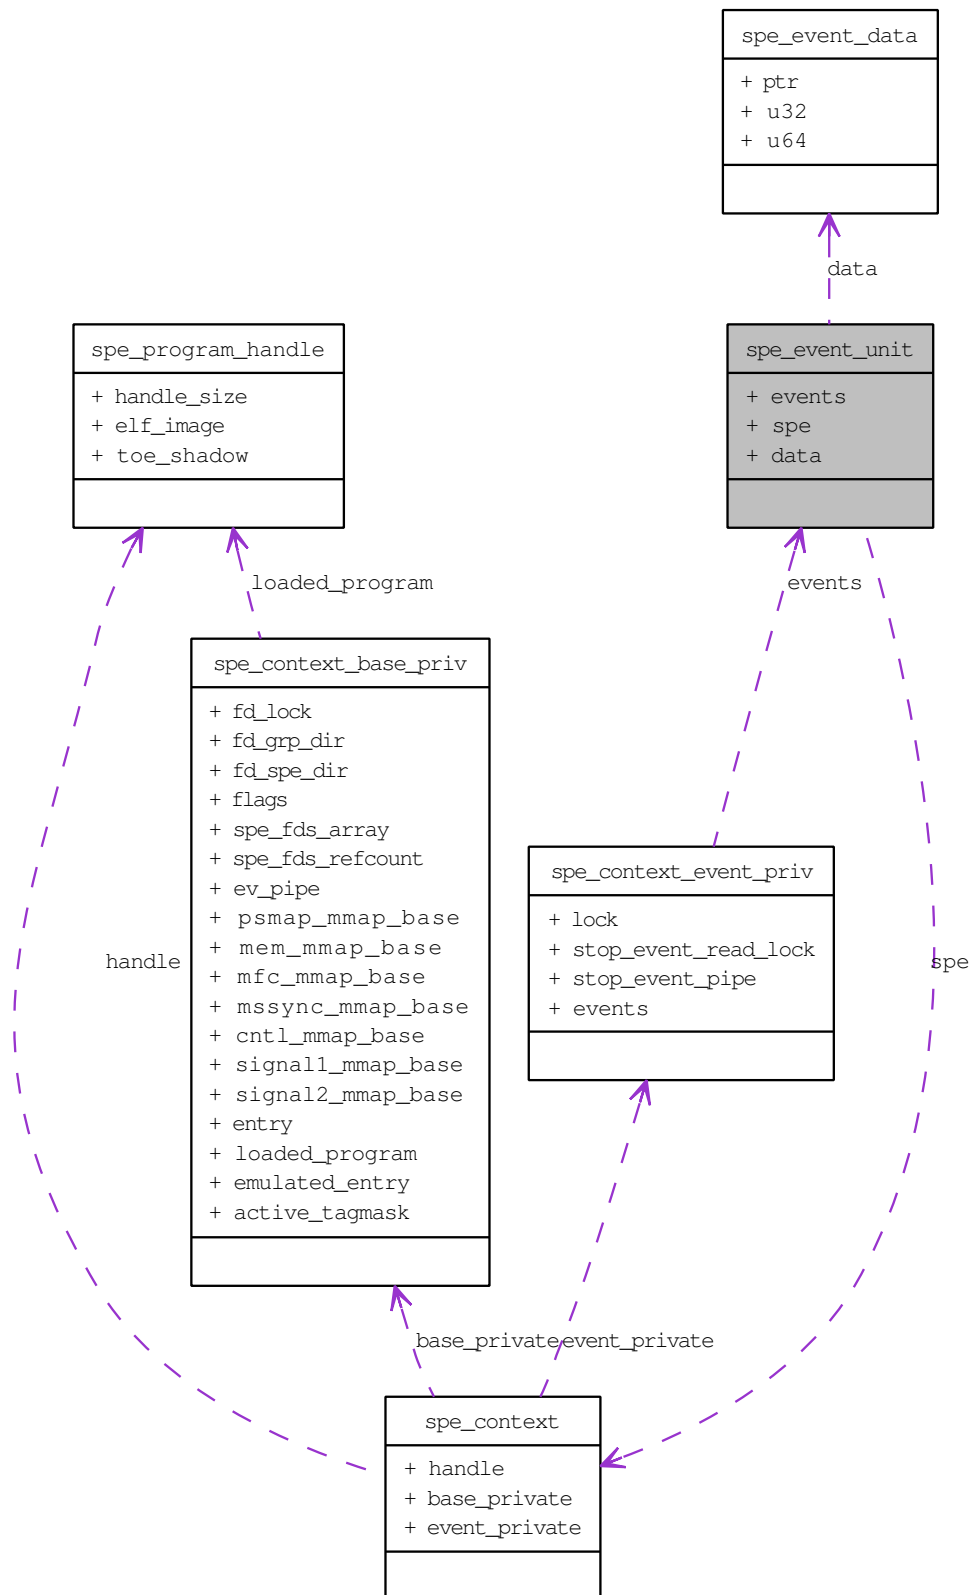 spe_event_data
+ ptr
+ u32
+ u64
data
spe_program_handle
+ handle_size
+ elf_image
+ toe_shadow
spe_event_unit
+ events
+ spe
+ data
loaded_program
events
spe_context_base_priv
+ fd_lock
+ fd_grp_dir
+ fd_spe_dir
+ flags
+ spe_fds_array
+ spe_fds_refcount
+ ev_pipe
+ psmap_mmap_base
+ mem_mmap_base
+ mfc_mmap_base
+ mssync_mmap_base
+ cntl_mmap_base
+ signal1_mmap_base
+ signal2_mmap_base
+ entry
+ loaded_program
+ emulated_entry
+ active_tagmask
spe_context_event_priv
+ lock
+ stop_event_read_lock
+ stop_event_pipe
+ events
handle
spe
base_private
event_private
spe_context
+ handle
+ base_private
+ event_private